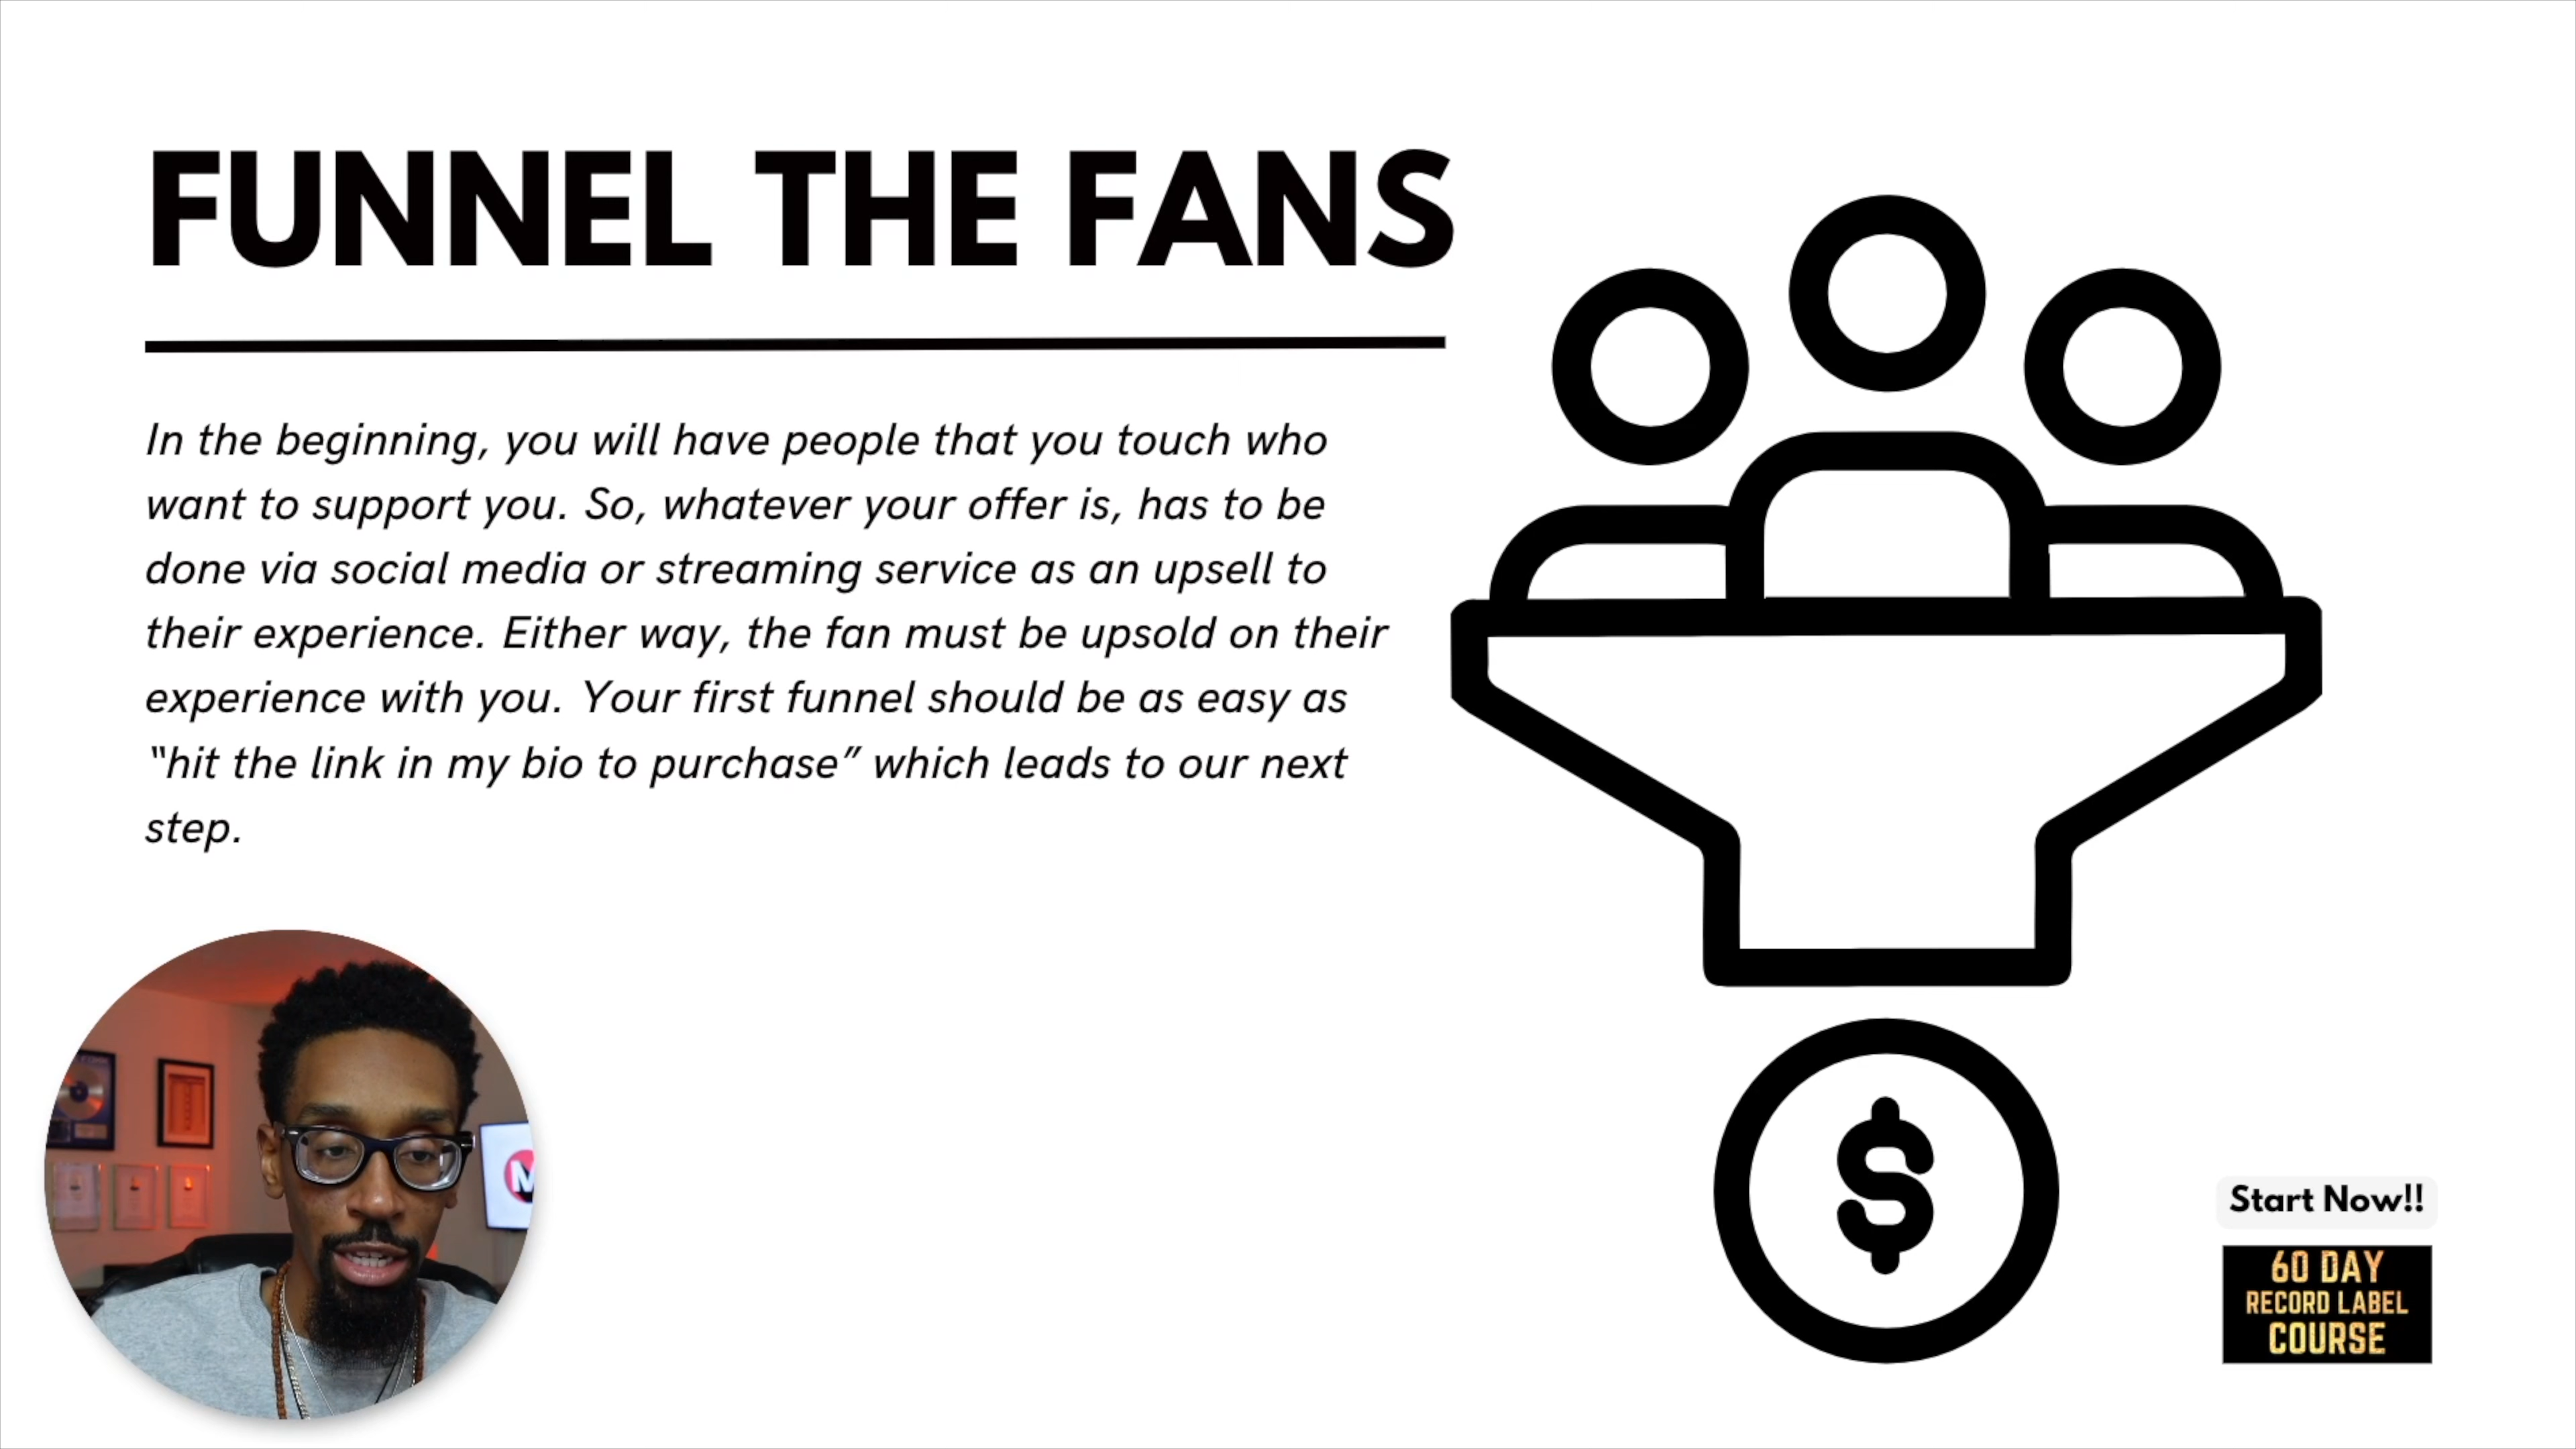 FUNNEL THE FANS
In the beginning, you will have people that you touch who
want to support you. So, whatever your offer is, has to be
done via social media or streaming service as an upsell to
their experience. Either way, the fan must be upsold on their
experience with you. Your first funnel should be as easy as
“hit the link in my bio to purchase” which leads to our next
step.
$
M
Start Now!!
60 DAY
RECORD LABEL
COURSE